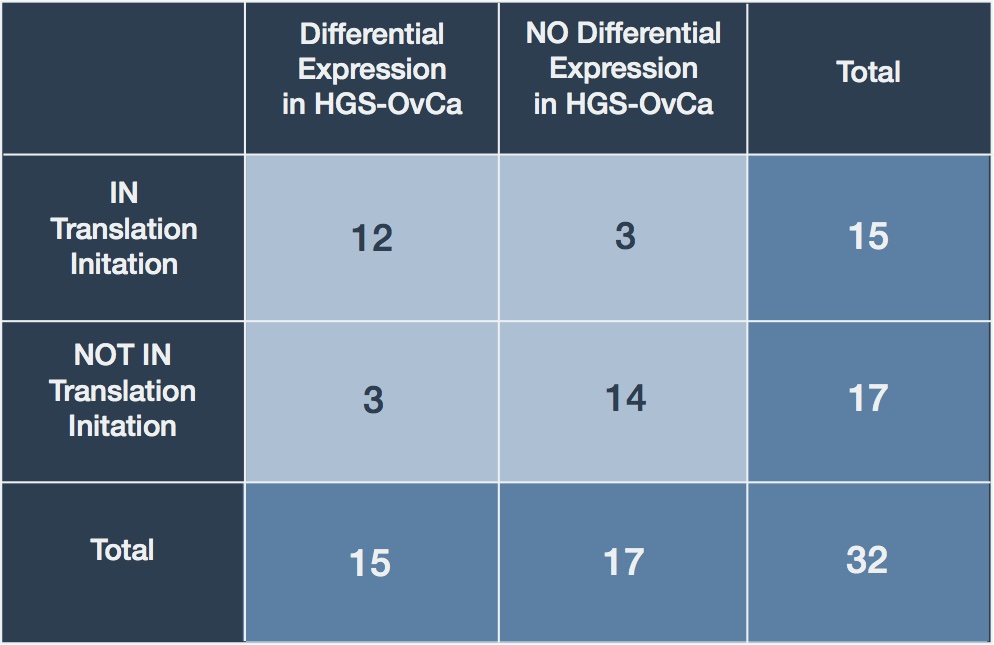 Differential
Expression
in HGS-OvCa
NO Differential
Expression
in HGS-OvCa
Total
IN
Translation
Initation
12
3
15
NOT IN
Translation
Initation
3
14
17
Total
15
17
32